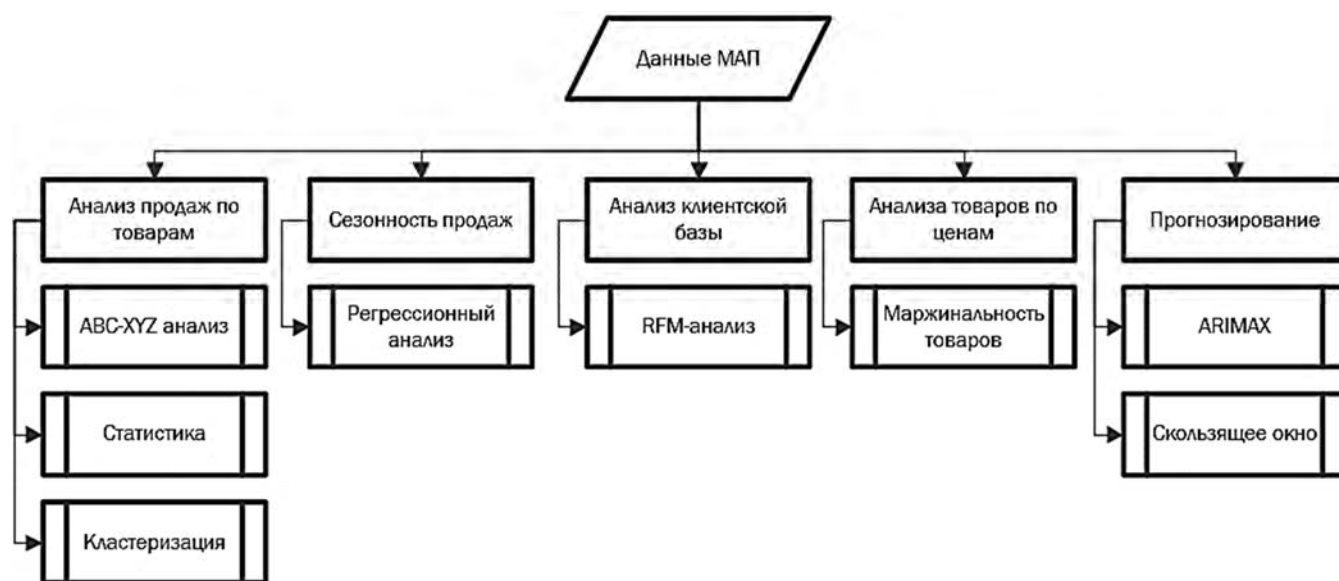 Данные МАП
Анализ продаж по
товарам
Сезонность продаж
Анализ клиентской
базы
Анализа товаров по
ценам
Прогнозирование
ABC-XYZ анализ
Регрессионный
анализ
RFM-анализ
Маржинальность
товаров
ARIMAX
Статистика
Скользящее окно
Кластеризация